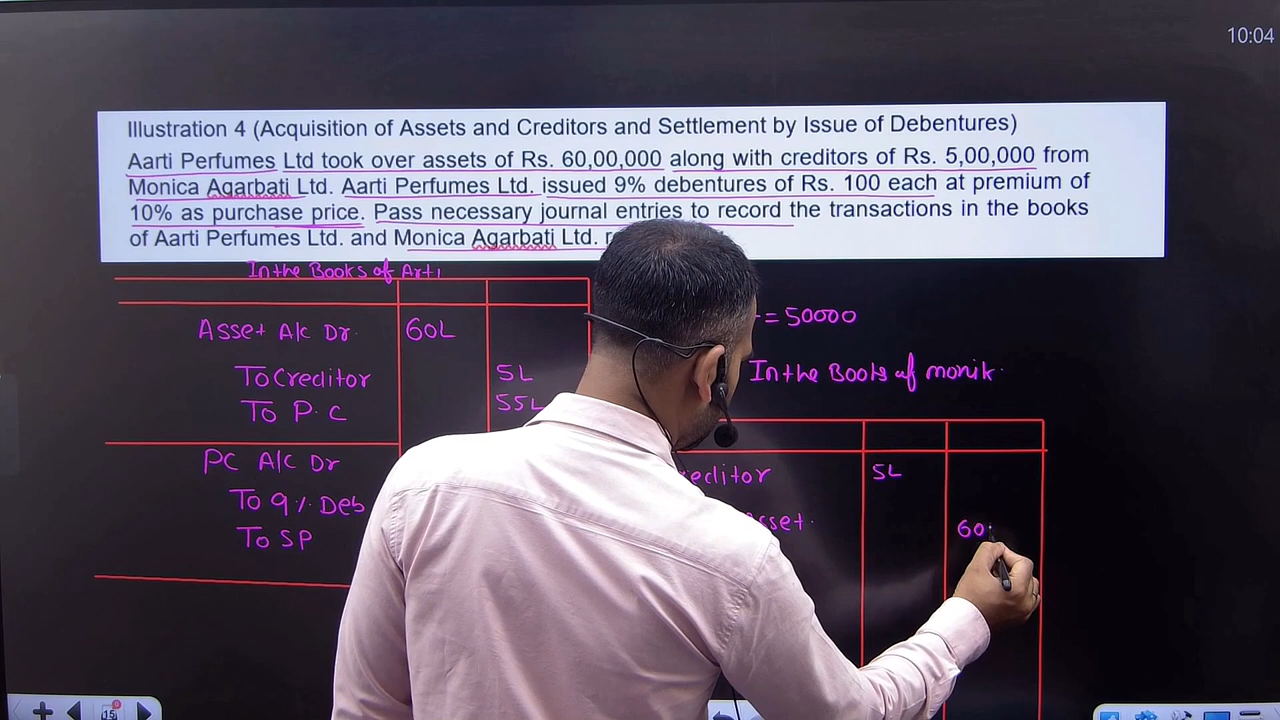 10:04
Illustration 4 (Acquisition of Assets and Creditors and Settlement by Issue of Debentures)
Aarti Perfumes Ltd took over assets of Rs. 60,00,000 along with creditors of Rs. 5,00,000 from
Monica Agarbati Ltd. Aarti Perfumes Ltd. issued 9% debentures of Rs. 100 each at premium of
10% as purchase price. Pass necessary journal entries to record the transactions in the books
of Aarti Perfumes Ltd. and Monica Agarbati Ltd.
In the Books of Arti
Asset A/c Dr. 60L
To Creditor 5L
To P.C 55L
PC A/c Dr
To 9% Deb
To SP
= 50000
In the Books of monik.
editor 5L
sset. 60
15